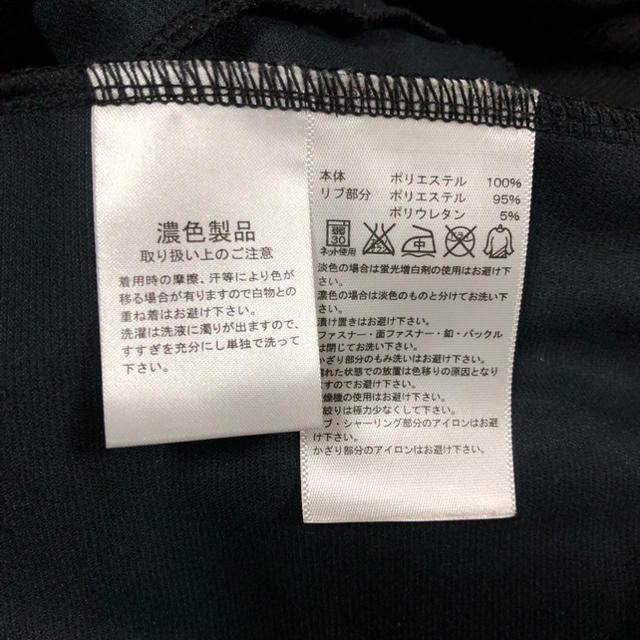 濃色製品
取り扱い上のご注意
着用時の摩擦、汗等により色が
移る場合が有りますので白物との
重ね着はお避け下さい。
洗濯は洗液に濁りが出ますので、
すすぎを充分にし単独で洗って
下さい。
本体 ポリエステル 100%
リブ部分 ポリエステル 95%
ポリウレタン 5%
30
ネット使用
淡色の場合は蛍光増白剤の使用はお避け下
さい。
濃色の場合は淡色のものと分けてお洗い下
さい。
漬け置きはお避け下さい。
ファスナー・面ファスナー・釦・バックル
は閉じてお洗い下さい。
かざり部分のもみ洗いはお避け下さい。
れた状態での放置は色移りの原因となり
ますのでお避け下さい。
燥機の使用はお避け下さい。
絞りは極力少なくして下さい。
ブ・シャーリング部分のアイロンはお避け
下さい。
かざり部分のアイロンはお避け下さい。